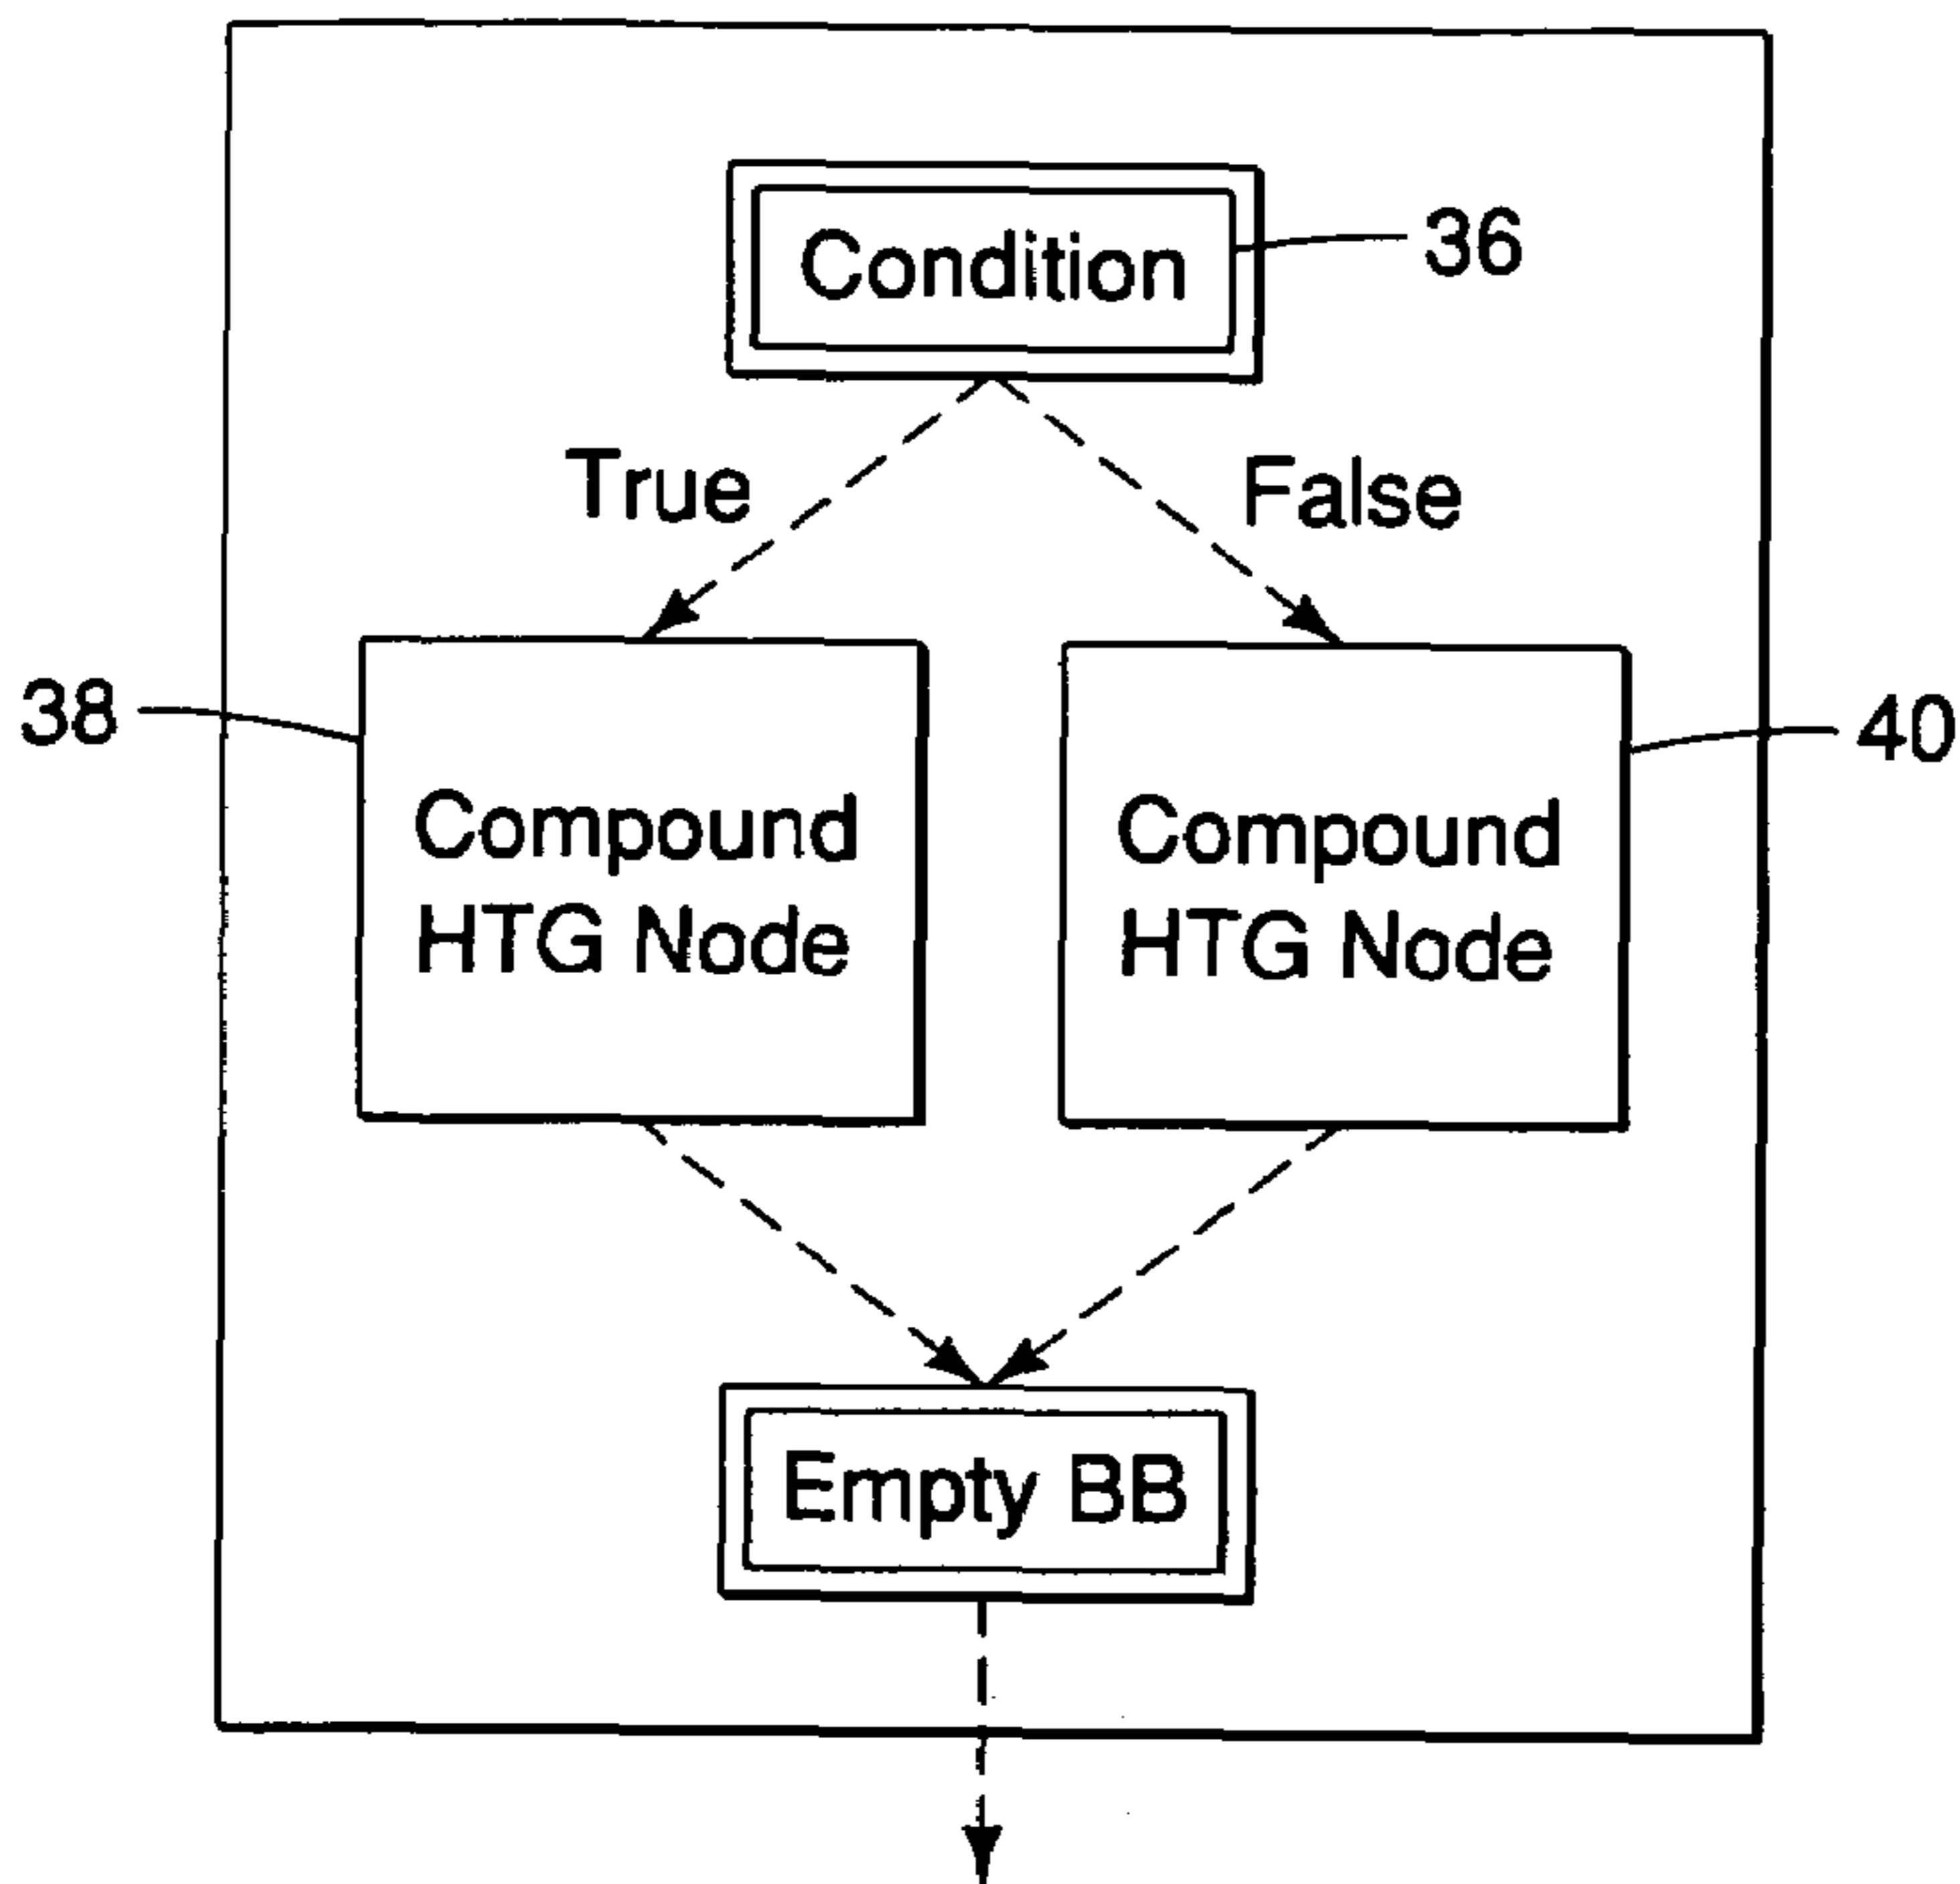 Condition
36
True
False
38
40
Compound
HTG Node
Compound
HTG Node
Empty BB